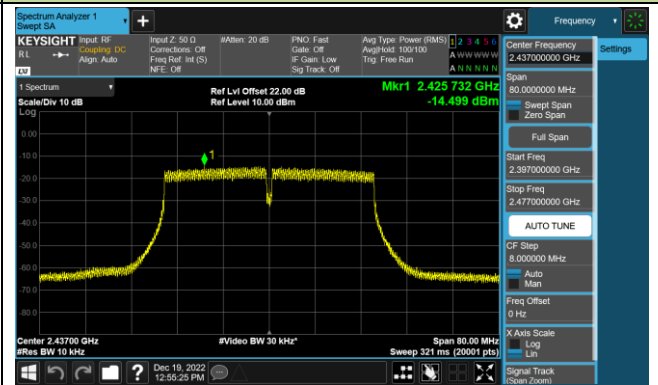 Spectrum Analyzer 1
Swept SA
Frequency
KEYSIGHT
RL
Input: RF
Coupling: DC
Align: Auto
Input Z: 50 Ω
Corrections: Off
Freq Ref: Int (S)
NFE: Off
#Atten: 20 dB
PNO: Fast
Gate: Off
IF Gain: Low
Sig Track: Off
Avg Type: Power (RMS)
Avg|Hold: 100/100
Trig: Free Run
1 2 3 4 5 6
A W W W W W
A N N N N N
LXI
1 Spectrum
Scale/Div 10 dB
Log
Ref Lvl Offset 22.00 dB
Ref Level 10.00 dBm
Mkr1 2.425 732 GHz
-14.499 dBm
1
0.00
-10.0
-20.0
-30.0
-40.0
-50.0
-60.0
-70.0
-80.0
Center 2.43700 GHz
#Res BW 10 kHz
#Video BW 30 kHz*
Span 80.00 MHz
Sweep 321 ms (20001 pts)
Dec 19, 2022
12:55:25 PM
Center Frequency
2.437000000 GHz
Span
80.0000000 MHz
Swept Span
Zero Span
Full Span
Start Freq
2.397000000 GHz
Stop Freq
2.477000000 GHz
AUTO TUNE
CF Step
8.000000 MHz
Auto
Man
Freq Offset
0 Hz
X Axis Scale
Log
Lin
Signal Track
(Span Zoom)
Settings